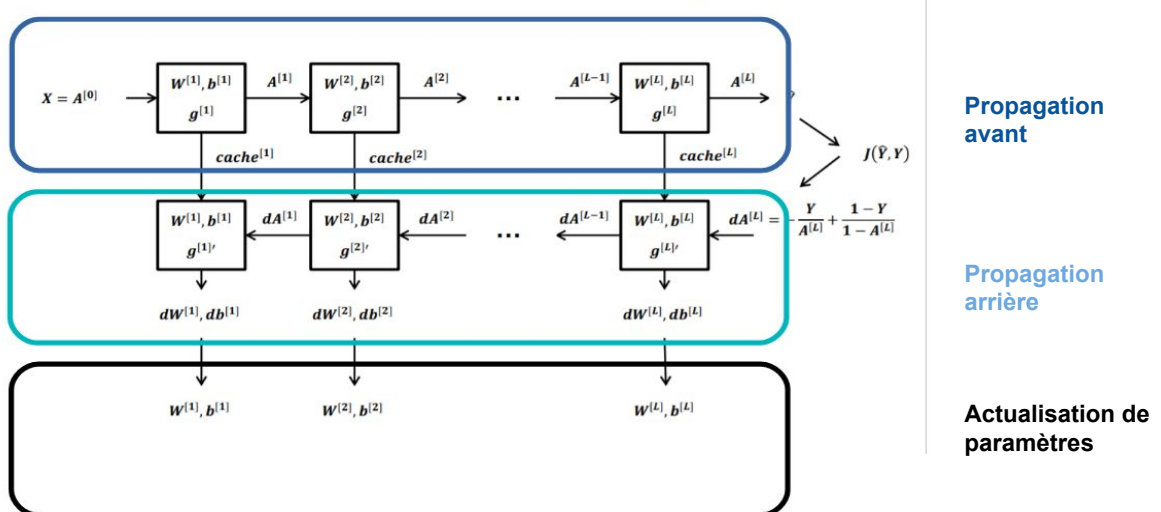 X = A^[0] W^[1], b^[1] A^[1] W^[2], b^[2] A^[2] ... A^[L−1] W^[L], b^[L] A^[L]
g^[1] g^[2] g^[L]
Propagation
avant
cache^[1] cache^[2] cache^[L] J(Ŷ, Y)
W^[1], b^[1] dA^[1] W^[2], b^[2] dA^[2] ... dA^[L−1] W^[L], b^[L] dA^[L] = - Y/A^[L] + 1 − Y/1 − A^[L]
g^[1]′ g^[2]′ g^[L]′
Propagation
arrière
dW^[1], db^[1] dW^[2], db^[2] dW^[L], db^[L]
W^[1], b^[1] W^[2], b^[2] W^[L], b^[L]
Actualisation de
paramètres